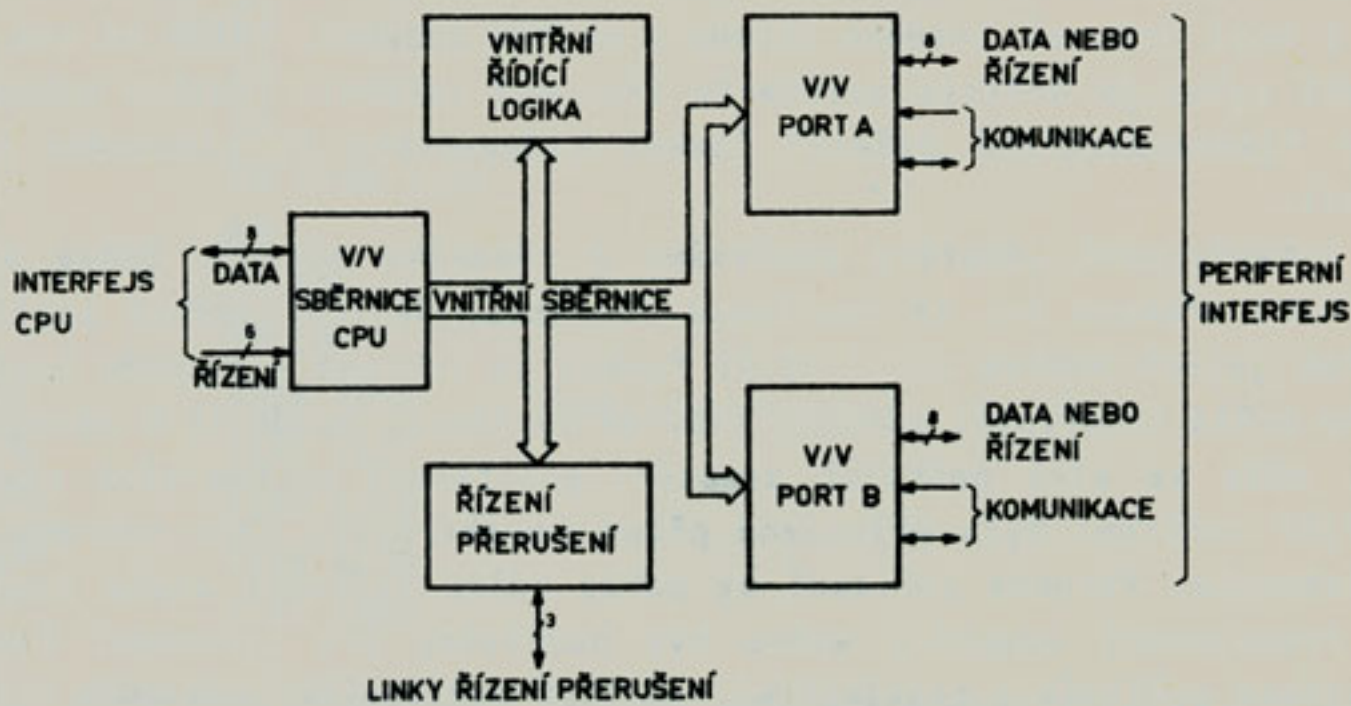 VNITŘNÍ
ŘÍDÍCÍ
LOGIKA
V/V
PORT A
8
DATA NEBO
ŘÍZENÍ
KOMUNIKACE
INTERFEJS
CPU
8
DATA
6
ŘÍZENÍ
V/V
SBĚRNICE
CPU
VNITŘNÍ SBĚRNICE
PERIFERNÍ
INTERFEJS
ŘÍZENÍ
PŘERUŠENÍ
3
LINKY ŘÍZENÍ PŘERUŠENÍ
V/V
PORT B
8
DATA NEBO
ŘÍZENÍ
KOMUNIKACE